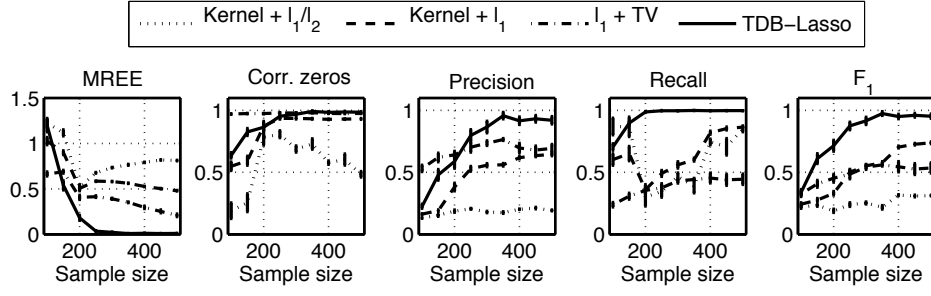 Kernel + l1/l2 Kernel + l1 l1 + TV TDB−Lasso
MREE Corr. zeros Precision Recall F1
1.5 1 1 1 1
1
0.5 0.5 0.5 0.5 0.5
0 0 0 0 0
200 400 200 400 200 400 200 400 200 400
Sample size Sample size Sample size Sample size Sample size